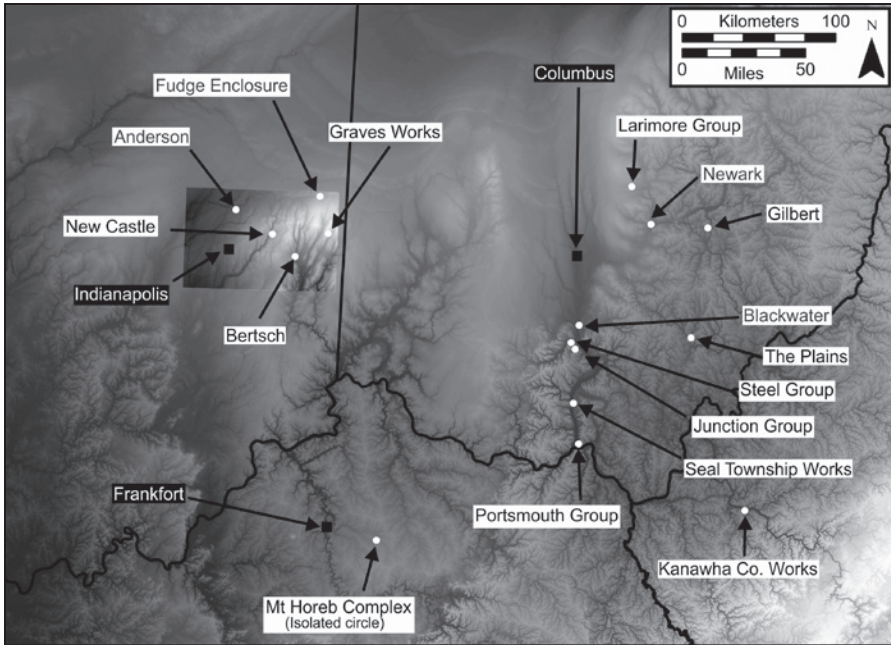 0 Kilometers 100
0 Miles 50
N
Columbus
Fudge Enclosure
Graves Works
Anderson
Larimore Group
Newark
New Castle
Gilbert
Indianapolis
Bertsch
Blackwater
The Plains
Steel Group
Junction Group
Seal Township Works
Frankfort
Portsmouth Group
Kanawha Co. Works
Mt Horeb Complex
(Isolated circle)